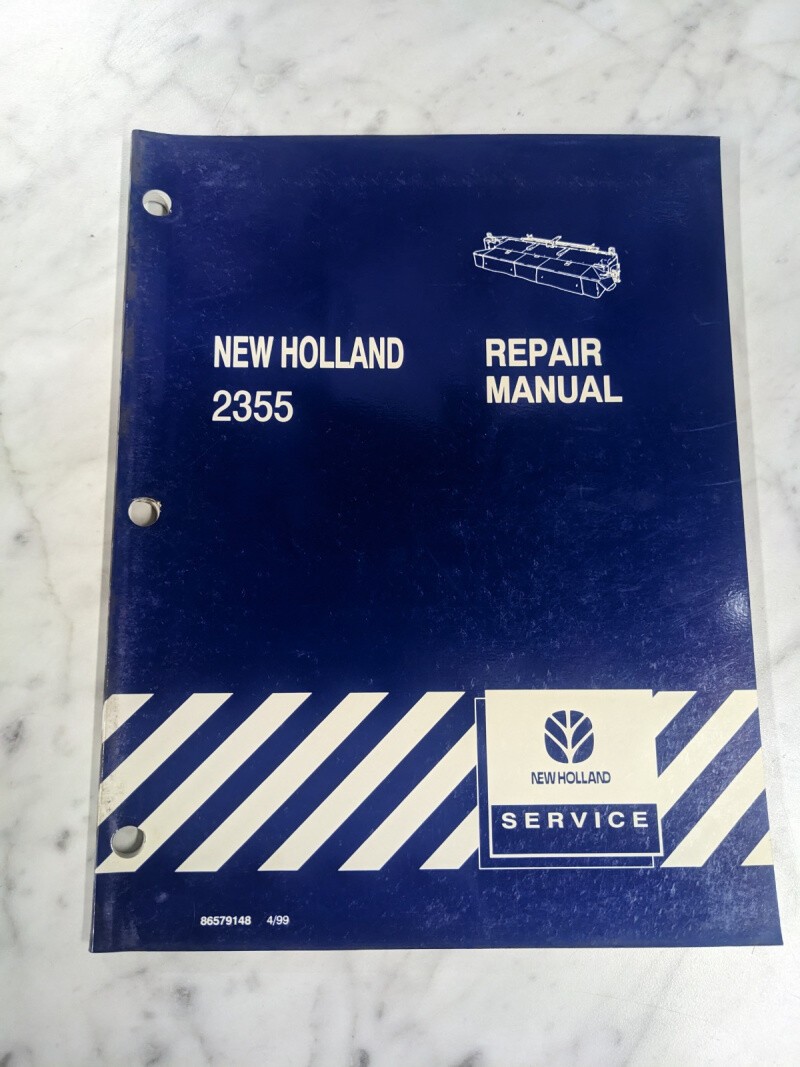 NEW HOLLAND
2355
REPAIR
MANUAL
NEW HOLLAND
SERVICE
86579148 4/99